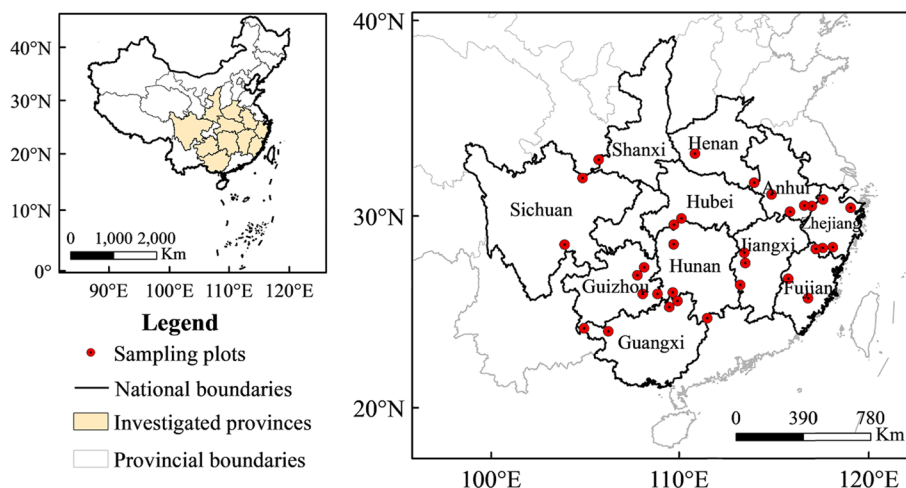 40°N
30°N
20°N
10°N
0°
0 1,000 2,000
Km
90°E 100°E 110°E 120°E
Legend
Sampling plots
National boundaries
Investigated provinces
Provincial boundaries
40°N
30°N
20°N
Shanxi
Henan
Anhui
Sichuan
Hubei
Zhejiang
Jiangxi
Hunan
Guizhou
Fujian
Guangxi
0 390 780
Km
100°E 110°E 120°E